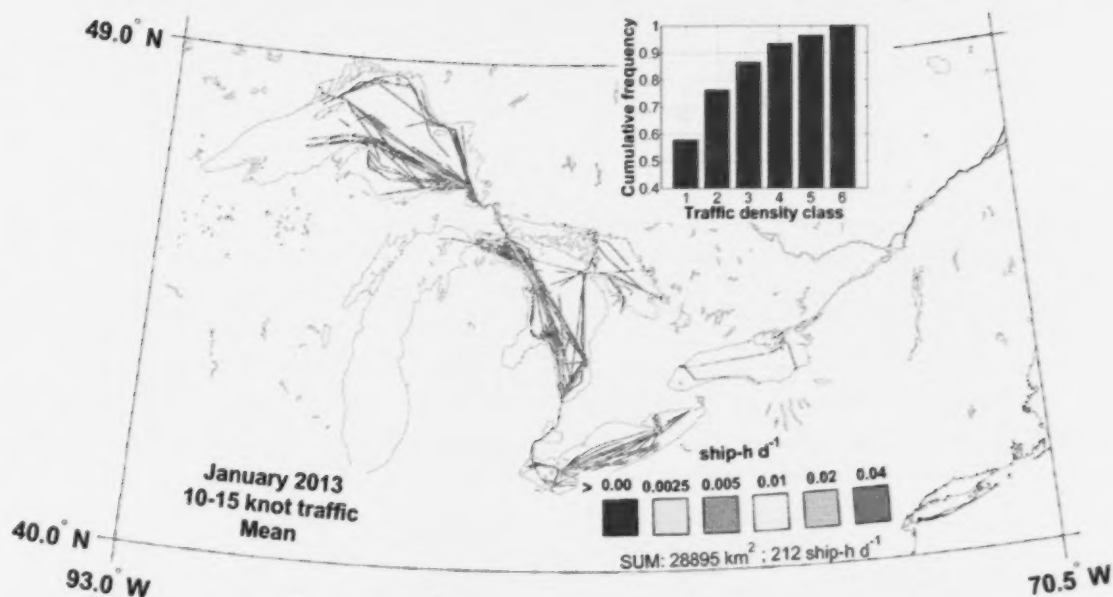 49.0° N
Cumulative frequency
1
0.9
0.8
0.7
0.6
0.5
0.4
1 2 3 4 5 6
Traffic density class
January 2013
10-15 knot traffic
Mean
ship-h d⁻¹
> 0.00 0.0025 0.005 0.01 0.02 0.04
SUM: 28895 km² ; 212 ship-h d⁻¹
40.0° N
93.0° W
70.5° W